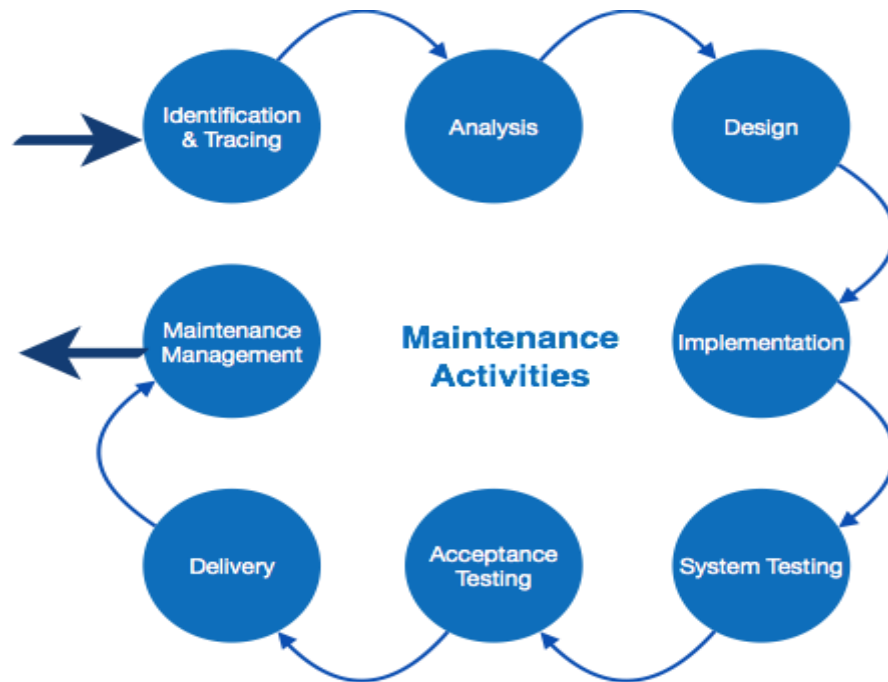 Identification
& Tracing
Analysis
Design
Maintenance
Management
Maintenance
Activities
Implementation
Delivery
Acceptance
Testing
System Testing